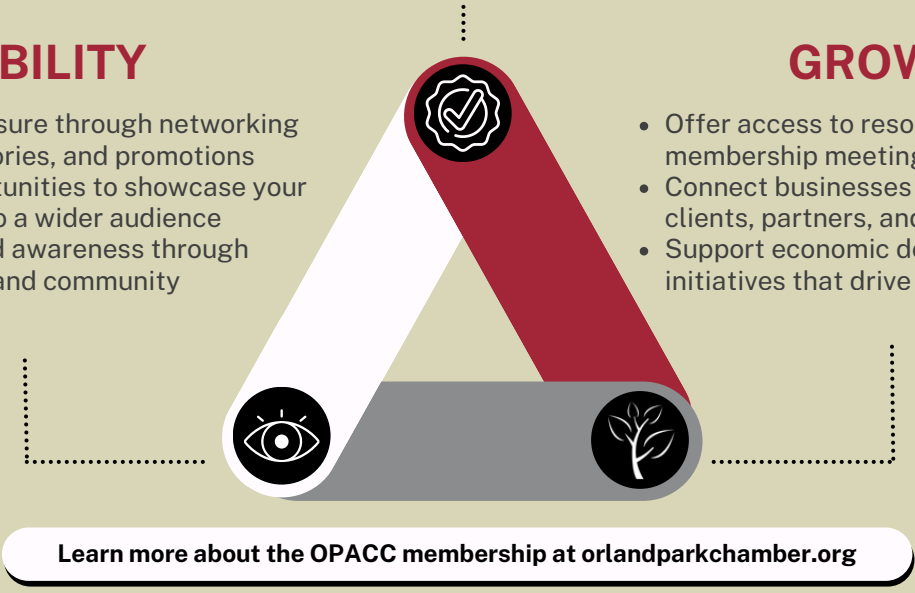 BILITY
sure through networking
ories, and promotions
tunities to showcase your
o a wider audience
d awareness through
and community
GROW
Offer access to reso
membership meeting
Connect businesses
clients, partners, and
Support economic de
initiatives that drive
Learn more about the OPACC membership at orlandparkchamber.org